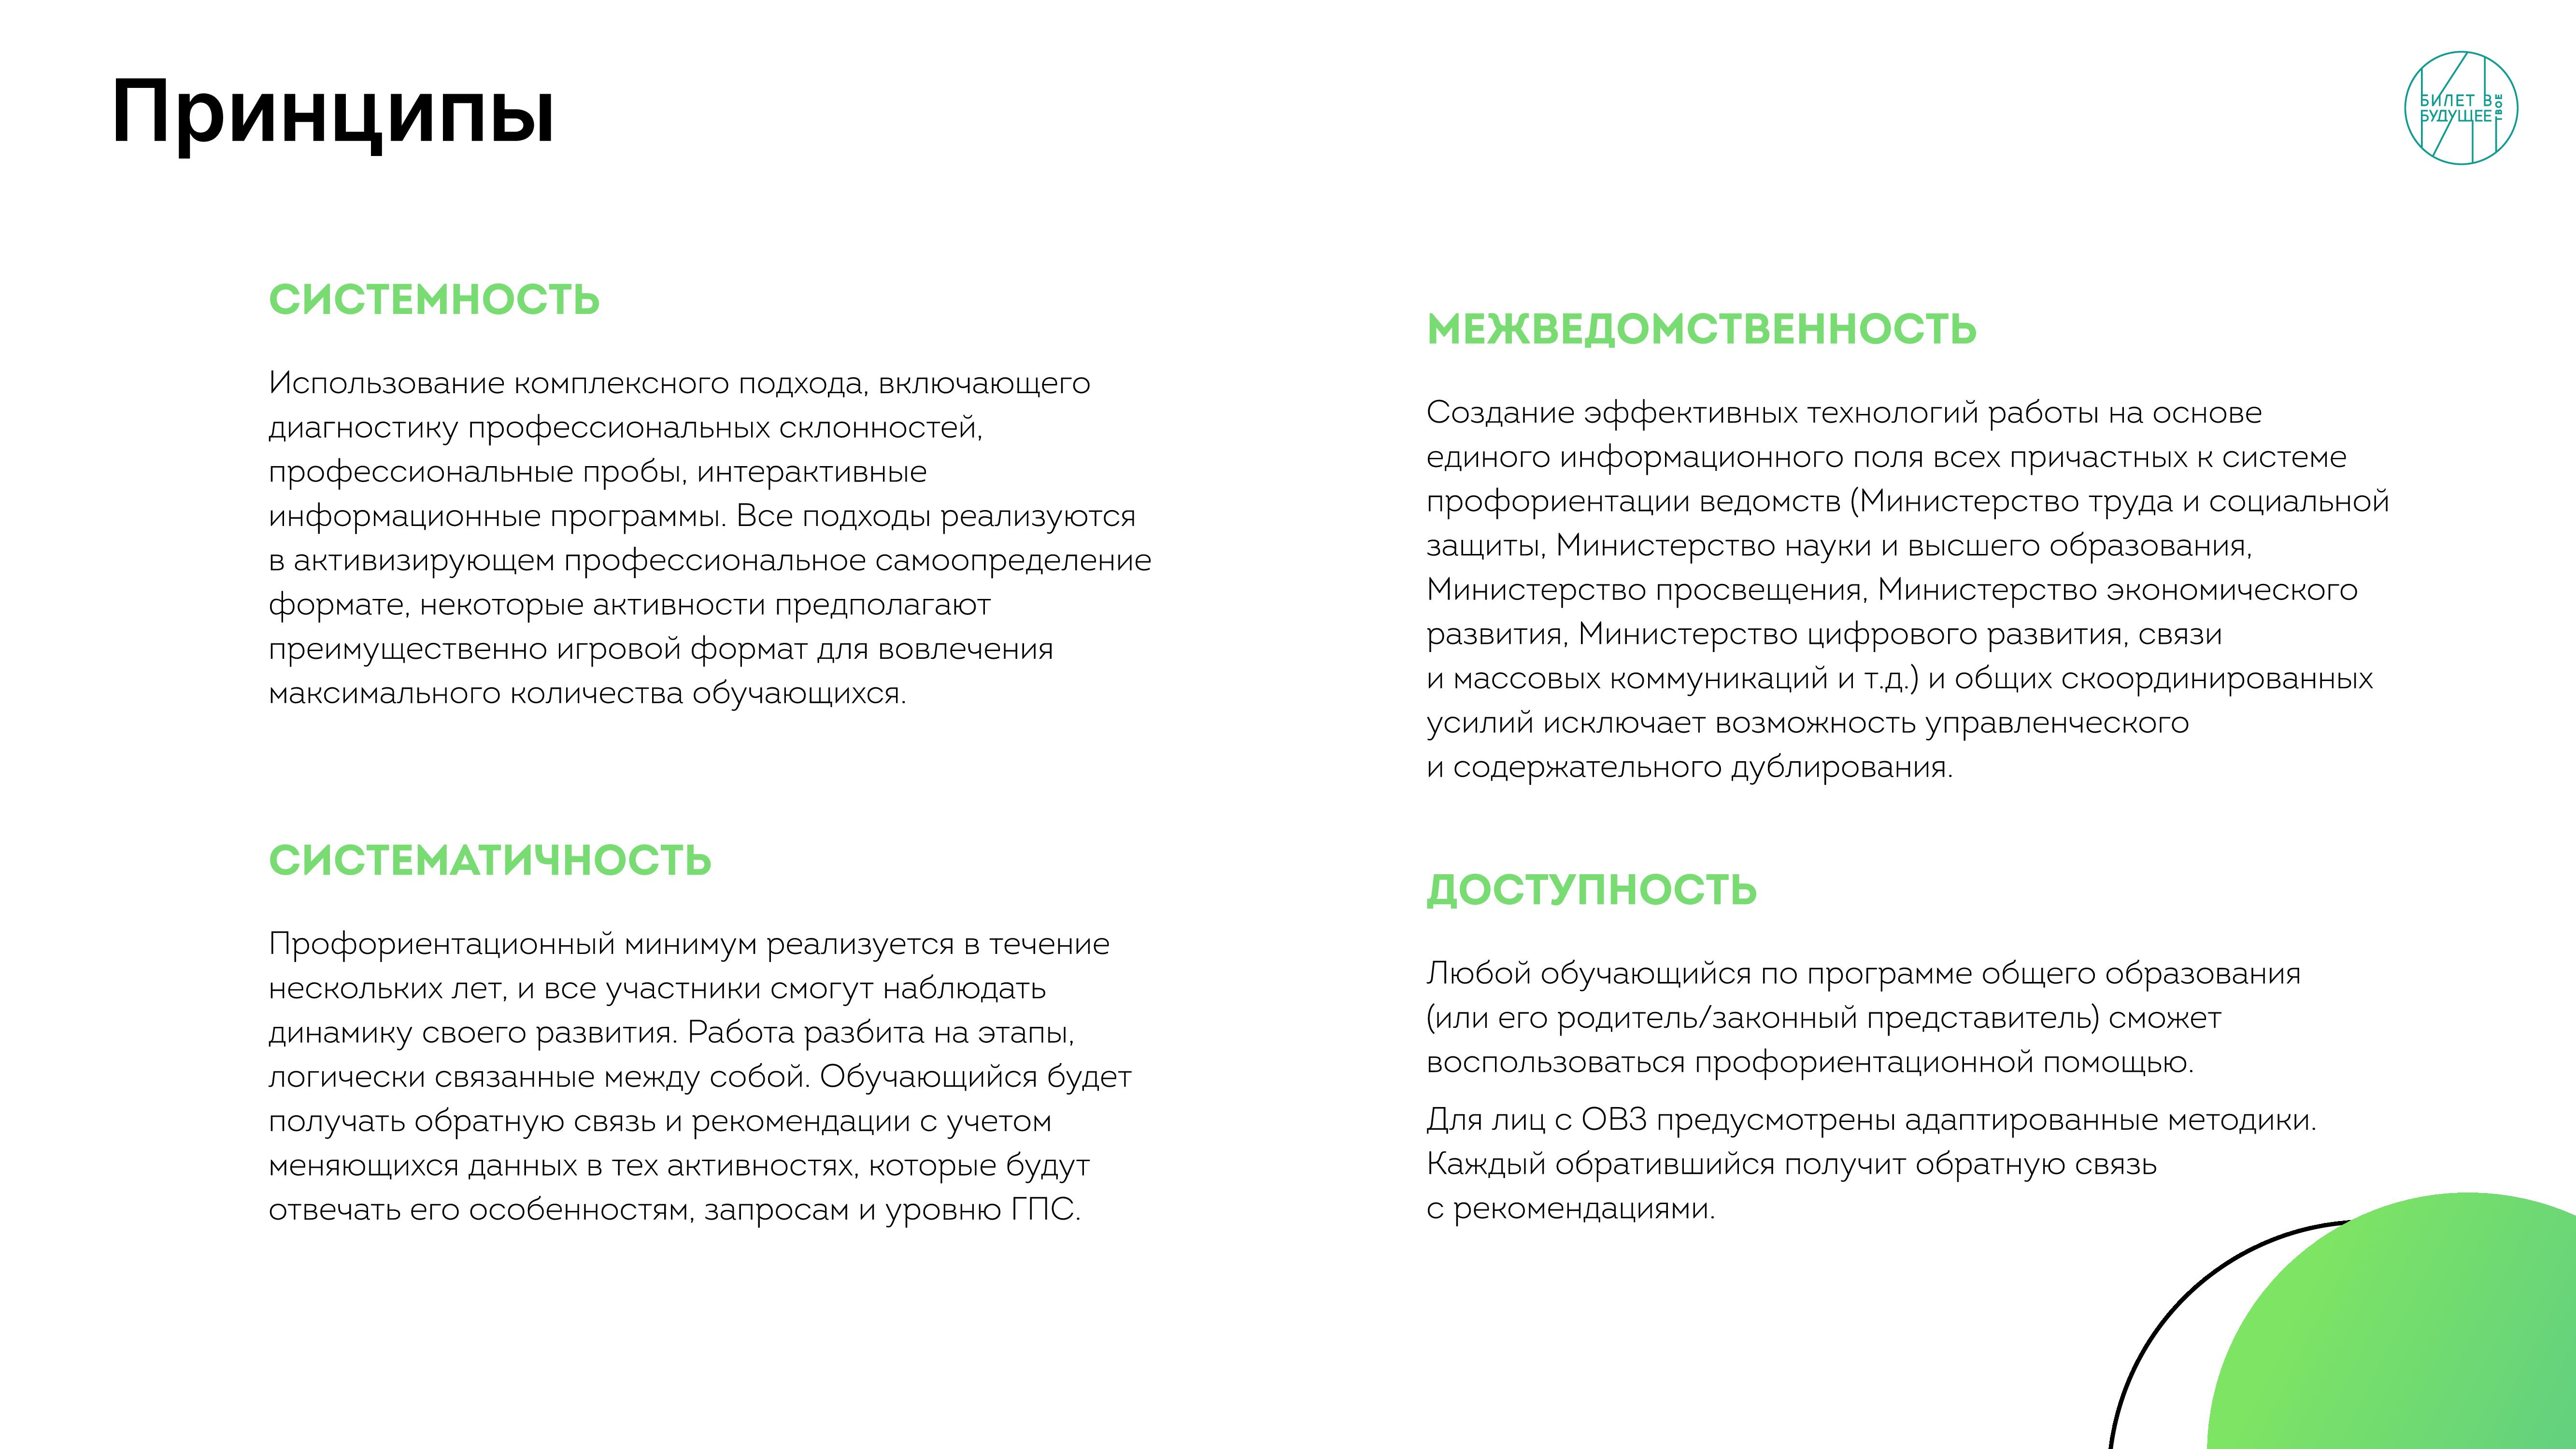 Принципы
БИЛЕТ В
БУДУЩЕЕ
ТВОЕ
СИСТЕМНОСТЬ
Использование комплексного подхода, включающего
диагностику профессиональных склонностей,
профессиональные пробы, интерактивные
информационные программы. Все подходы реализуются
в активизирующем профессиональное самоопределение
формате, некоторые активности предполагают
преимущественно игровой формат для вовлечения
максимального количества обучающихся.
СИСТЕМАТИЧНОСТЬ
Профориентационный минимум реализуется в течение
нескольких лет, и все участники смогут наблюдать
динамику своего развития. Работа разбита на этапы,
логически связанные между собой. Обучающийся будет
получать обратную связь и рекомендации с учетом
меняющихся данных в тех активностях, которые будут
отвечать его особенностям, запросам и уровню ГПС.
МЕЖВЕДОМСТВЕННОСТЬ
Создание эффективных технологий работы на основе
единого информационного поля всех причастных к системе
профориентации ведомств (Министерство труда и социальной
защиты, Министерство науки и высшего образования,
Министерство просвещения, Министерство экономического
развития, Министерство цифрового развития, связи
и массовых коммуникаций и т.д.) и общих скоординированных
усилий исключает возможность управленческого
и содержательного дублирования.
ДОСТУПНОСТЬ
Любой обучающийся по программе общего образования
(или его родитель/законный представитель) сможет
воспользоваться профориентационной помощью.
Для лиц с ОВЗ предусмотрены адаптированные методики.
Каждый обратившийся получит обратную связь
с рекомендациями.